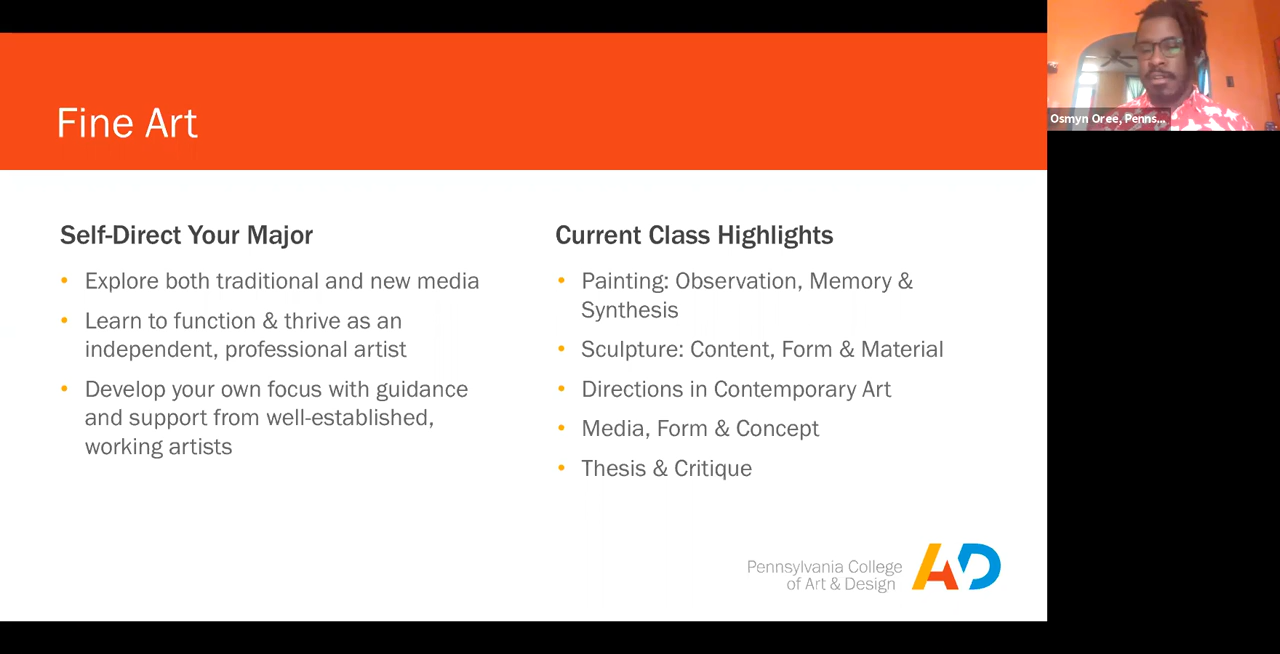 Fine Art
Self-Direct Your Major
• Explore both traditional and new media
• Learn to function & thrive as an
independent, professional artist
• Develop your own focus with guidance
and support from well-established,
working artists
Current Class Highlights
• Painting: Observation, Memory &
Synthesis
• Sculpture: Content, Form & Material
• Directions in Contemporary Art
• Media, Form & Concept
• Thesis & Critique
Pennsylvania College
of Art & Design
AD
Osmyn Oree, Penns...